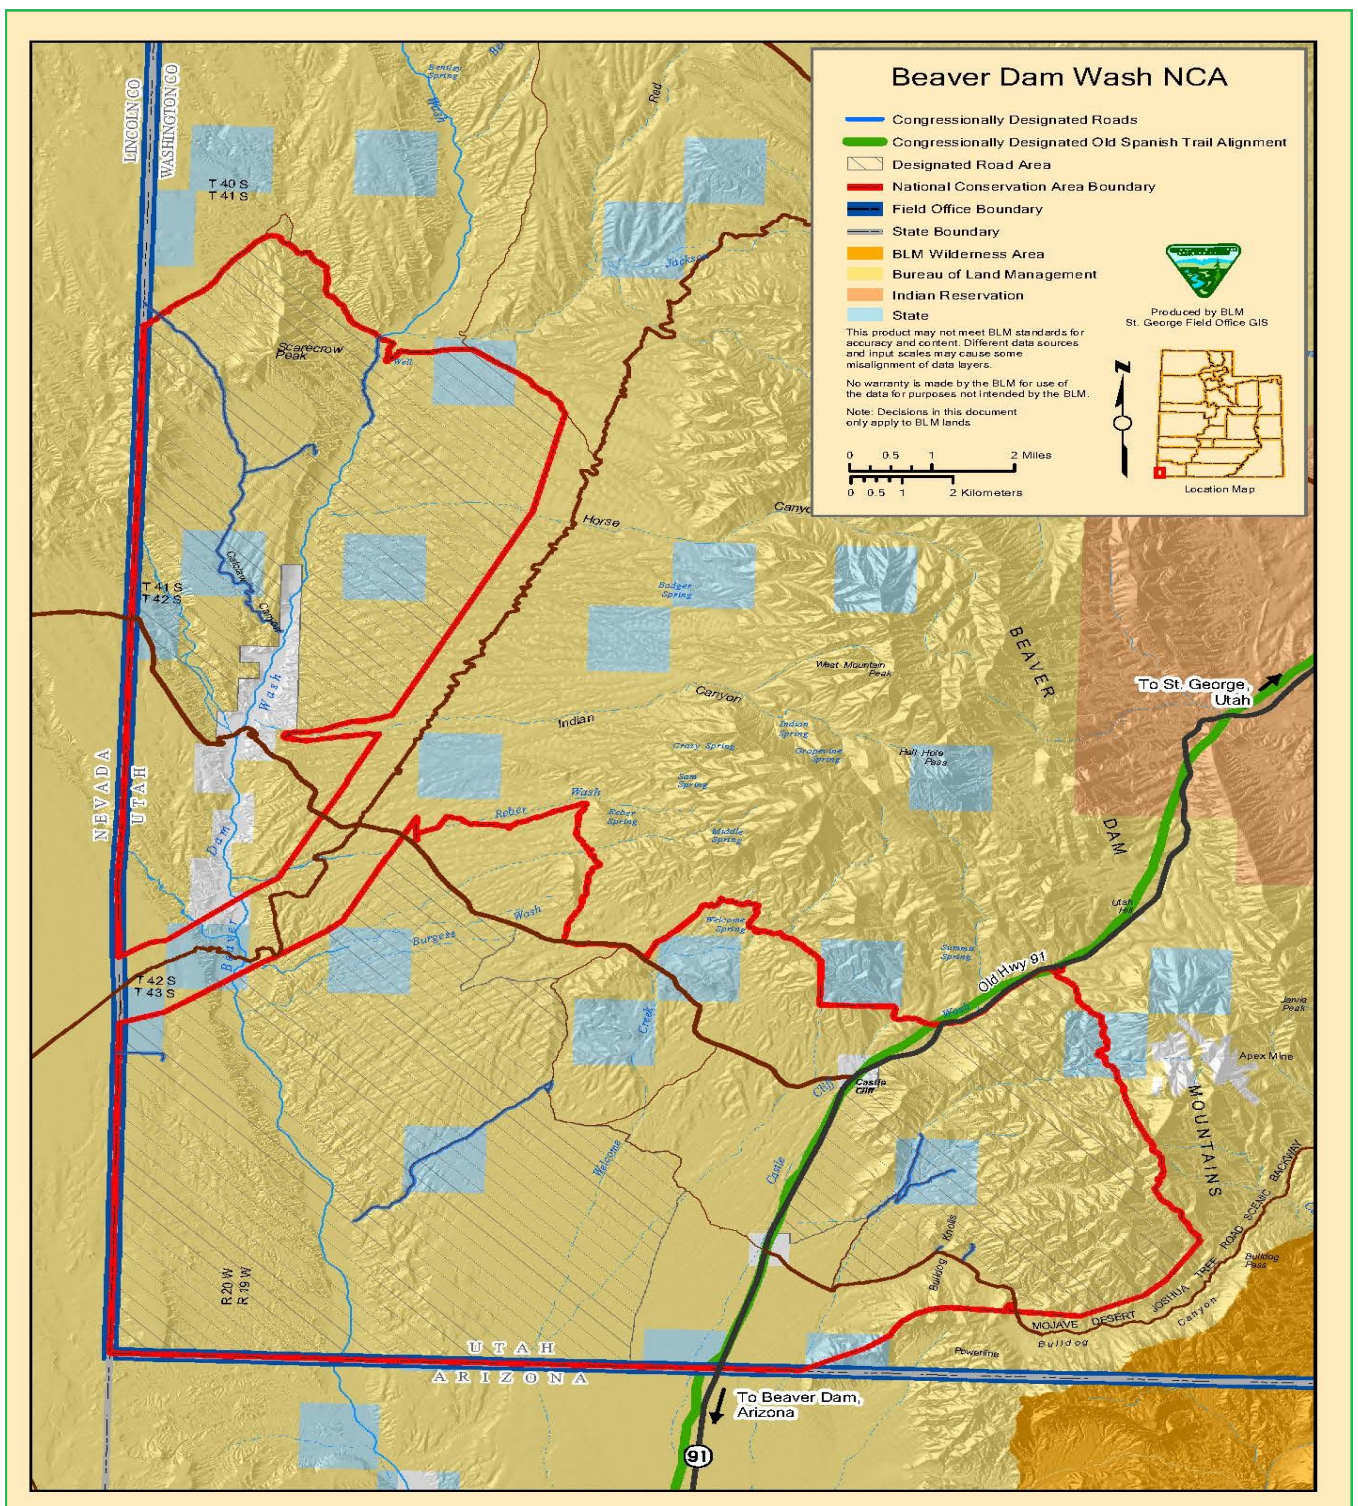 Beaver Dam Wash NCA
Congressionally Designated Roads
Congressionally Designated Old Spanish Trail Alignment
Designated Road Area
National Conservation Area Boundary
Field Office Boundary
State Boundary
BLM Wilderness Area
Bureau of Land Management
Indian Reservation
State
This product may not meet BLM standards for
accuracy and content. Different data sources
and input scales may cause some
misalignment of data layers.
No warranty is made by the BLM for use of
the data for purposes not intended by the BLM.
Note: Decisions in this document
only apply to BLM lands
0 0.5 1 2 Miles
0 0.5 1 2 Kilometers
Produced by BLM
St. George Field Office GIS
N
Location Map
LINCOLN CO
WASHINGTON CO
Bentley
Spring
Wash
Red
T 40 S
T 41 S
Jackson
Scarecrow
Peak
Well
Horse
Canyo
T 41 S
T 42 S
Canyon
Badger
Spring
BEAVER
West Mountain
Peak
To St. George,
Utah
Wash
Canyon
Indian
Indian
Spring
Crazy Spring
Grapevine
Spring
Hell Hole
Pass
Sam
Spring
NEVADA
UTAH
Wash
Reber
Reber
Spring
Middle
Spring
Dam
DAM
Utah
Hill
Wash
Burgess
Welcome
Spring
Summit
Spring
Old Hwy 91
Beaver
T 42 S
T 43 S
Wash
Jarvis
Peak
Creek
Apex Mine
Cliff
Castle
Cliff
MOUNTAINS
Welcome
Castle
Bulldog
Knolls
MOJAVE DESERT JOSHUA TREE ROAD SCENIC BACKWAY
Bulldog
Pass
R 20 W
R 19 W
Bulldog
Canyon
Powerline
UTAH
ARIZONA
To Beaver Dam,
Arizona
91